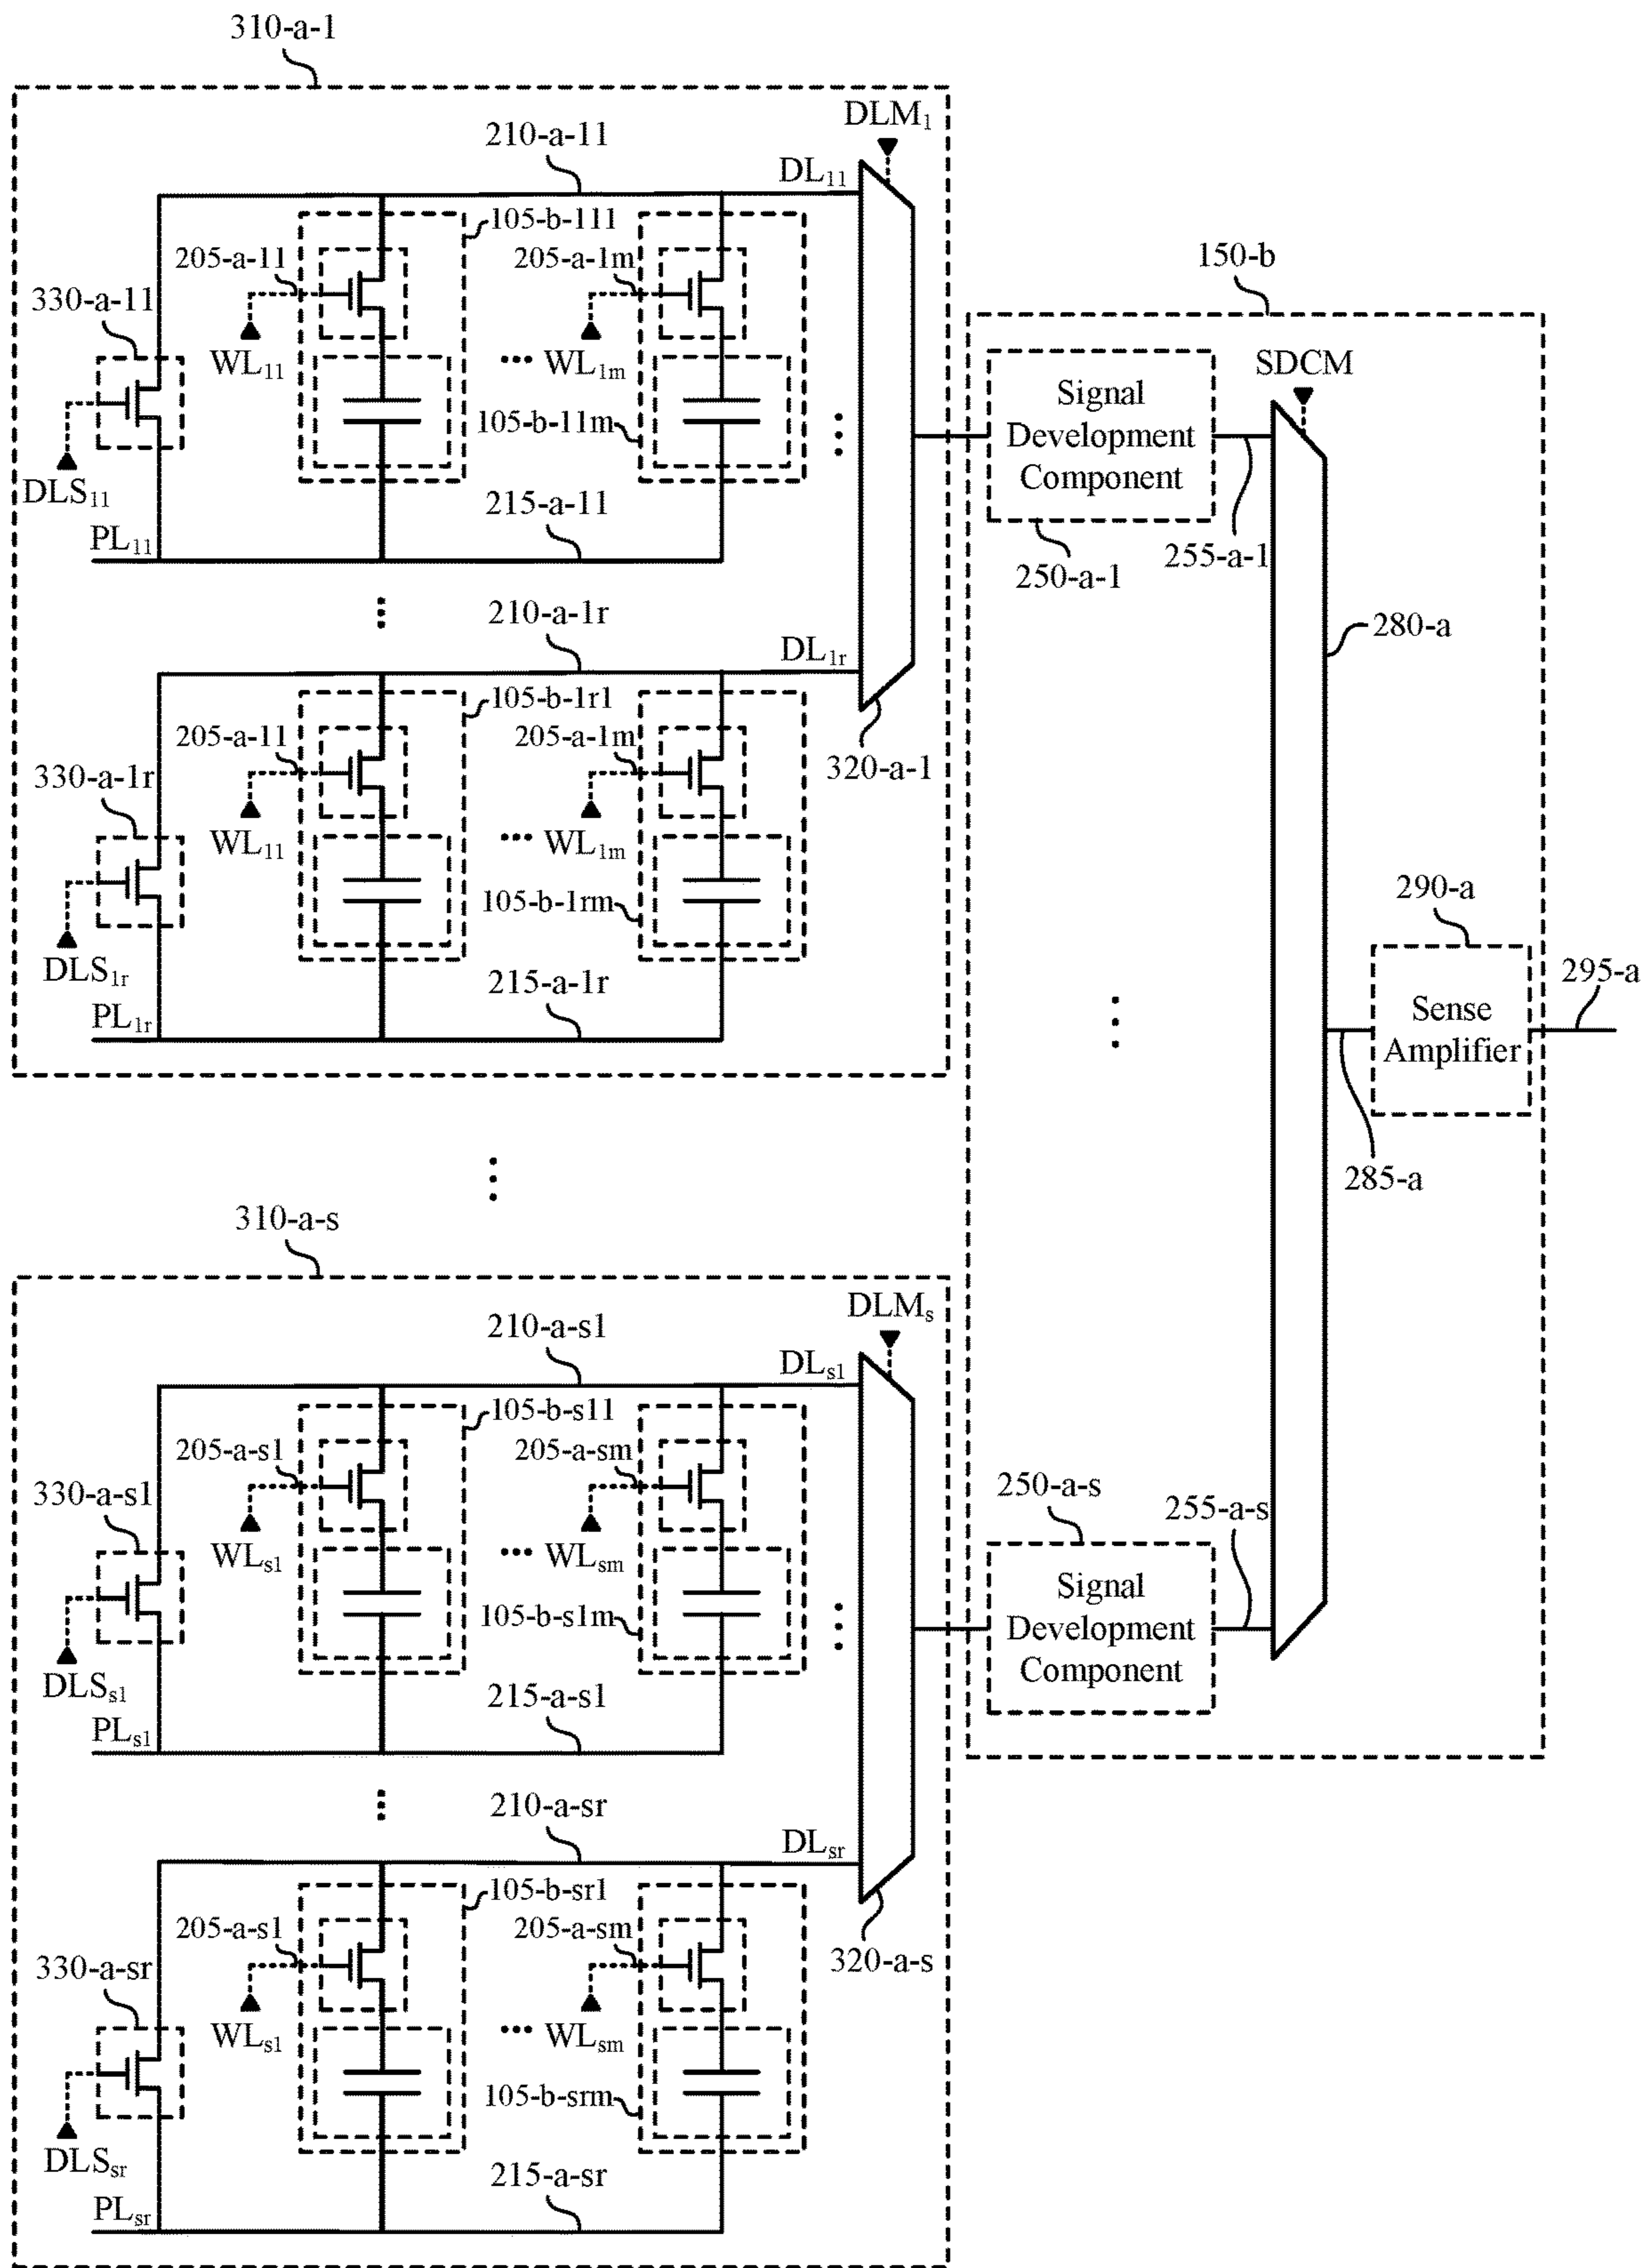 310-a-1
DLM1
210-a-11
DL11
105-b-111
205-a-11
205-a-1m
330-a-11
WL11
... WL1m
105-b-11m
DLS11
215-a-11
PL11
210-a-1r
DL1r
105-b-1r1
205-a-11
205-a-1m
320-a-1
330-a-1r
WL11
... WL1m
105-b-1rm
DLS1r
215-a-1r
PL1r
150-b
SDCM
Signal
Development
Component
255-a-1
250-a-1
280-a
290-a
295-a
Sense
Amplifier
285-a
310-a-s
DLMs
210-a-s1
DLs1
105-b-s11
205-a-s1
205-a-sm
330-a-s1
WLs1
... WLsm
105-b-s1m
DLSs1
215-a-s1
PLs1
250-a-s
255-a-s
Signal
Development
Component
210-a-sr
DLsr
105-b-sr1
205-a-s1
205-a-sm
320-a-s
330-a-sr
WLs1
... WLsm
105-b-srm
DLSsr
215-a-sr
PLsr